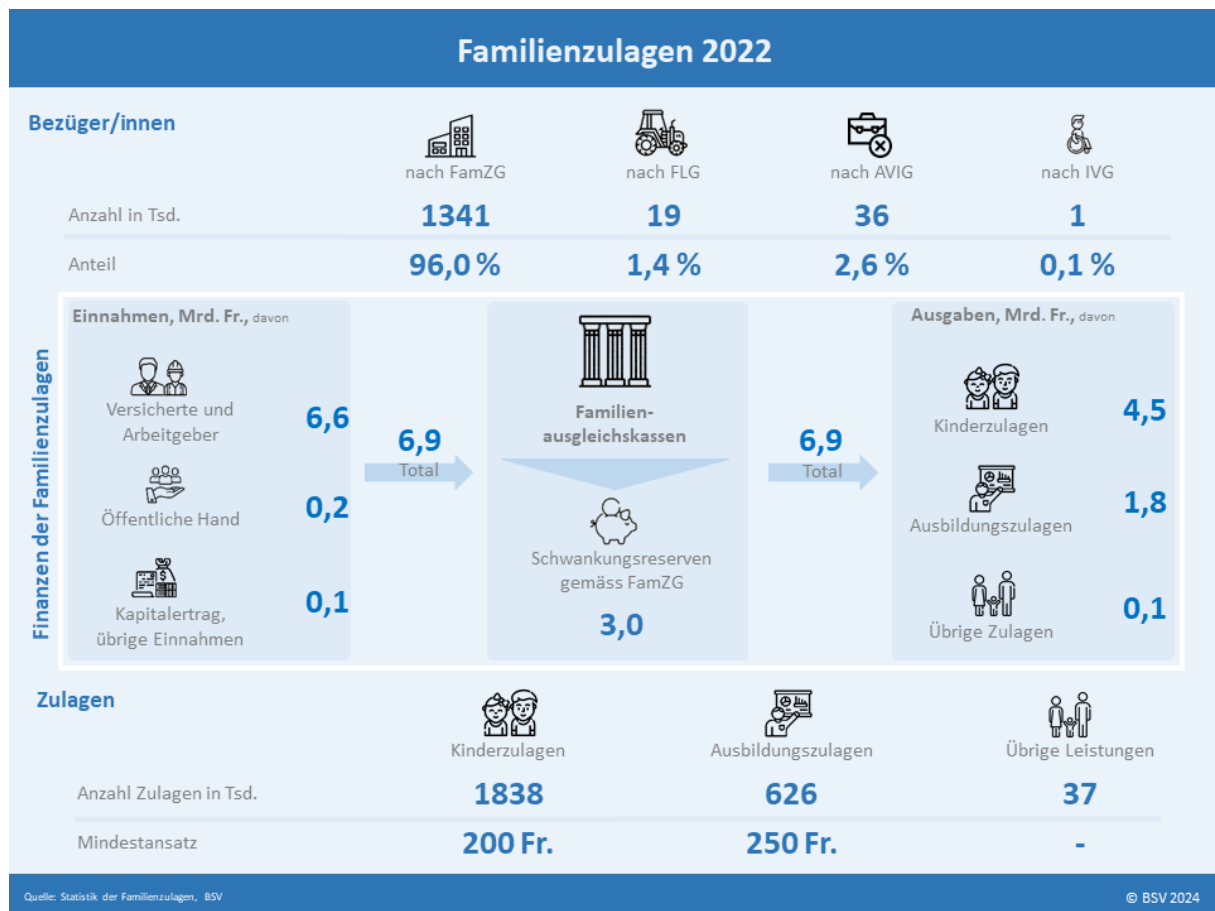 Familienzulagen 2022
Bezüger/innen
nach FamZG
nach FLG
nach AVIG
nach IVG
Anzahl in Tsd.
1341
19
36
1
Anteil
96,0 %
1,4 %
2,6 %
0,1 %
Finanzen der Familienzulagen
Einnahmen, Mrd. Fr., davon
Versicherte und
Arbeitgeber
6,6
Öffentliche Hand
0,2
Kapitalertrag,
übrige Einnahmen
0,1
6,9
Total
Familien-
ausgleichskassen
Schwankungsreserven
gemäss FamZG
3,0
6,9
Total
Ausgaben, Mrd. Fr., davon
Kinderzulagen
4,5
Ausbildungszulagen
1,8
Übrige Zulagen
0,1
Zulagen
Kinderzulagen
Ausbildungszulagen
Übrige Leistungen
Anzahl Zulagen in Tsd.
1838
626
37
Mindestansatz
200 Fr.
250 Fr.
-
Quelle: Statistik der Familienzulagen, BSV
© BSV 2024